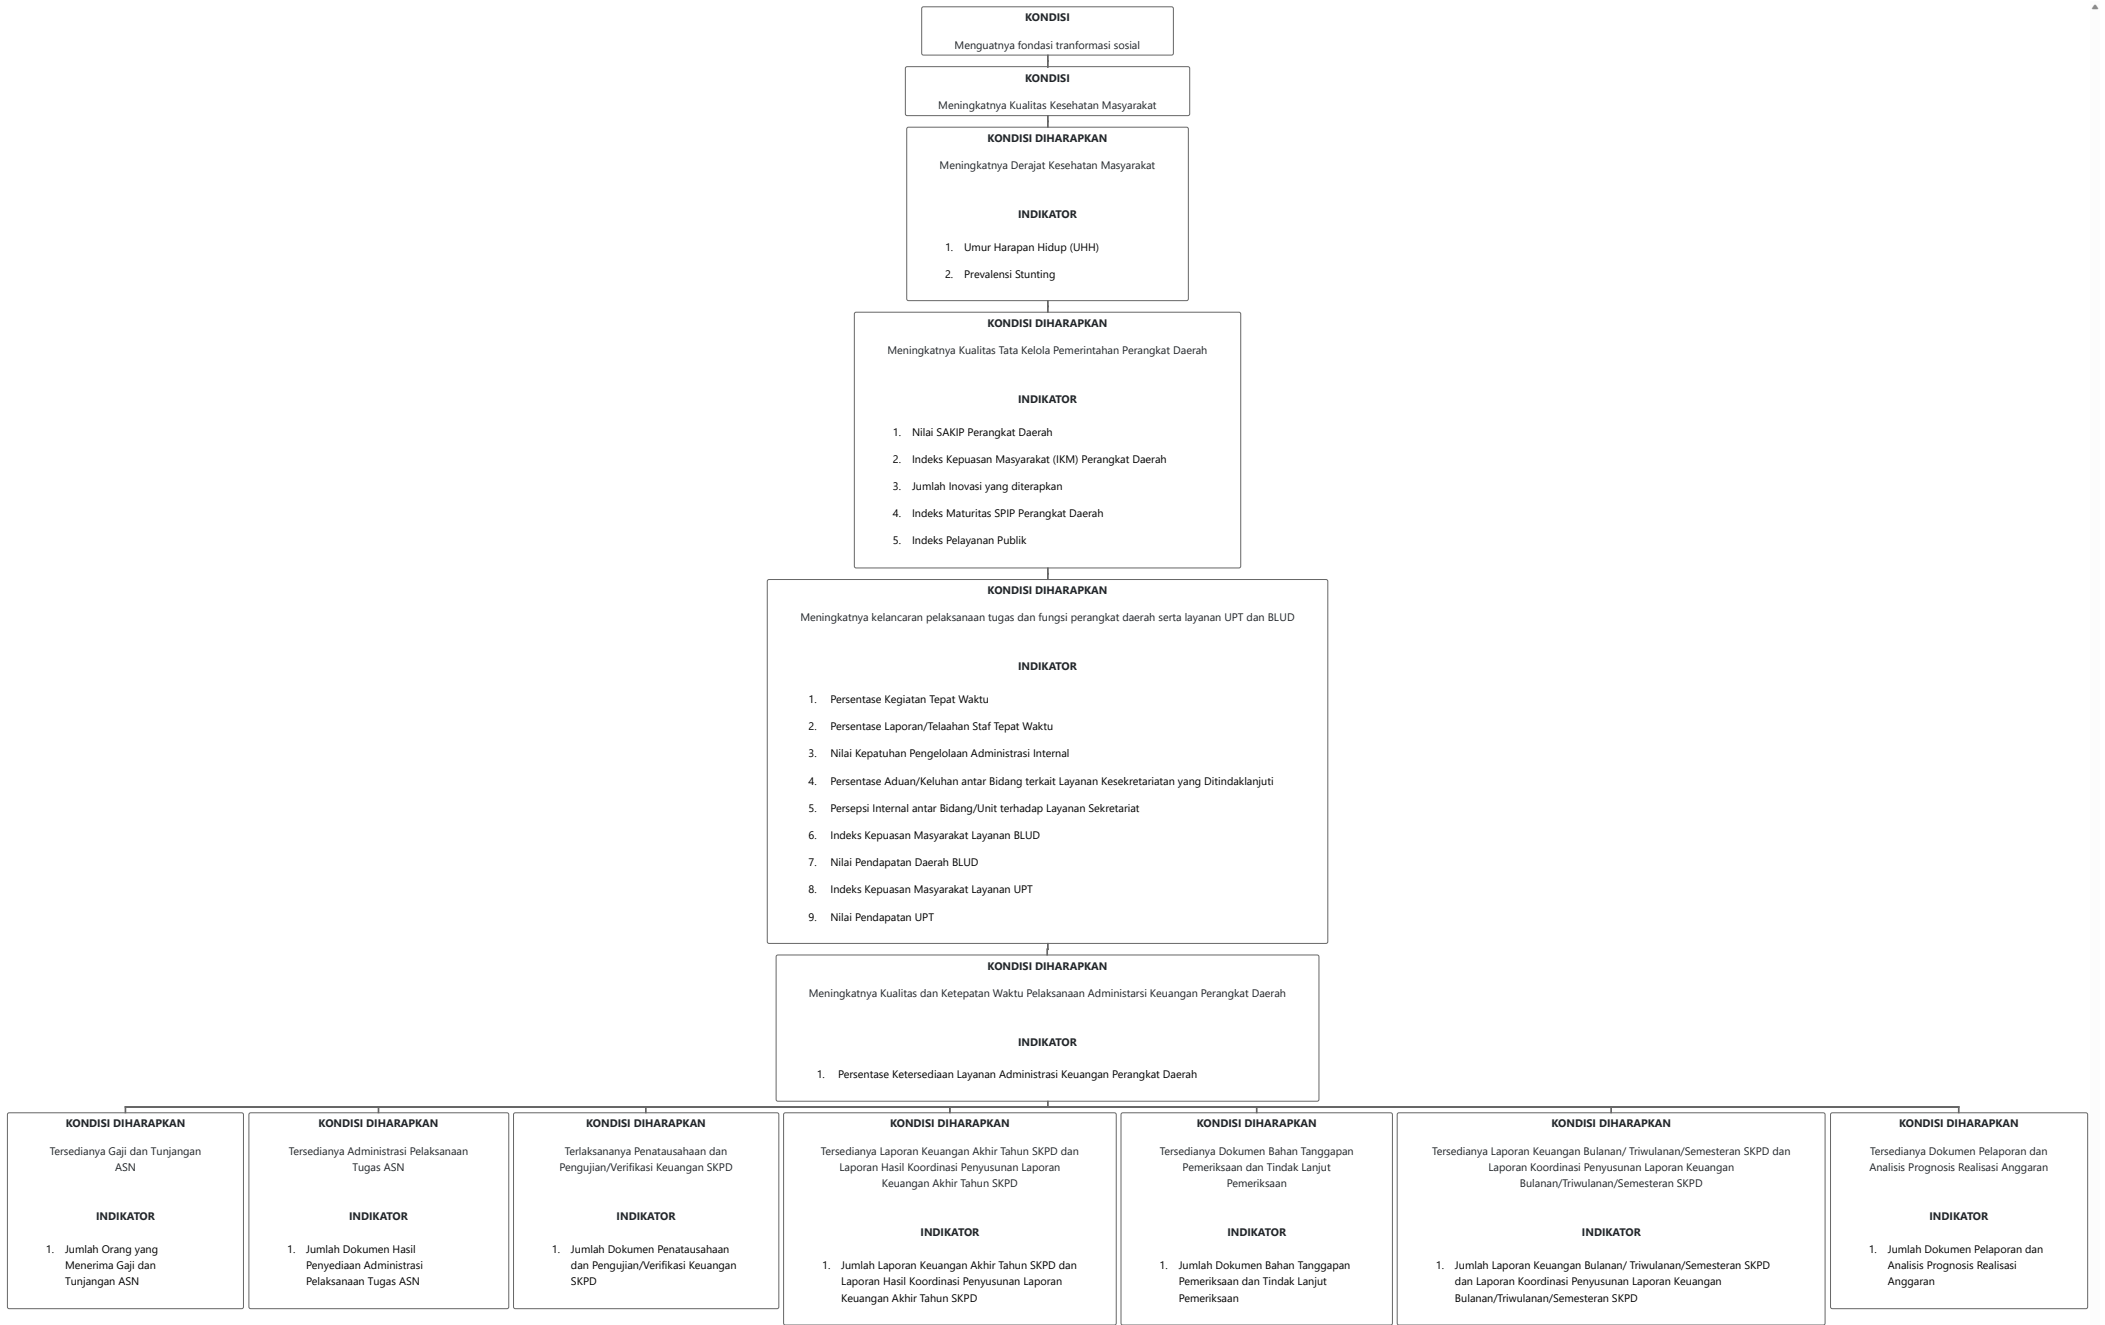 KONDISI
Menguatnya fondasi tranformasi sosial
KONDISI
Meningkatnya Kualitas Kesehatan Masyarakat
KONDISI DIHARAPKAN
Meningkatnya Derajat Kesehatan Masyarakat
INDIKATOR
1. Umur Harapan Hidup (UHH)
2. Prevalensi Stunting
KONDISI DIHARAPKAN
Meningkatnya Kualitas Tata Kelola Pemerintahan Perangkat Daerah
INDIKATOR
1. Nilai SAKIP Perangkat Daerah
2. Indeks Kepuasan Masyarakat (IKM) Perangkat Daerah
3. Jumlah Inovasi yang diterapkan
4. Indeks Maturitas SPIP Perangkat Daerah
5. Indeks Pelayanan Publik
KONDISI DIHARAPKAN
Meningkatnya kelancaran pelaksanaan tugas dan fungsi perangkat daerah serta layanan UPT dan BLUD
INDIKATOR
1. Persentase Kegiatan Tepat Waktu
2. Persentase Laporan/Telaahan Staf Tepat Waktu
3. Nilai Kepatuhan Pengelolaan Administrasi Internal
4. Persentase Aduan/Keluhan antar Bidang terkait Layanan Kesekretariatan yang Ditindaklanjuti
5. Persepsi Internal antar Bidang/Unit terhadap Layanan Sekretariat
6. Indeks Kepuasan Masyarakat Layanan BLUD
7. Nilai Pendapatan Daerah BLUD
8. Indeks Kepuasan Masyarakat Layanan UPT
9. Nilai Pendapatan UPT
KONDISI DIHARAPKAN
Meningkatnya Kualitas dan Ketepatan Waktu Pelaksanaan Administarsi Keuangan Perangkat Daerah
INDIKATOR
1. Persentase Ketersediaan Layanan Administrasi Keuangan Perangkat Daerah
KONDISI DIHARAPKAN
Tersedianya Gaji dan Tunjangan
ASN
INDIKATOR
1. Jumlah Orang yang
Menerima Gaji dan
Tunjangan ASN
KONDISI DIHARAPKAN
Tersedianya Administrasi Pelaksanaan
Tugas ASN
INDIKATOR
1. Jumlah Dokumen Hasil
Penyediaan Administrasi
Pelaksanaan Tugas ASN
KONDISI DIHARAPKAN
Terlaksananya Penatausahaan dan
Pengujian/Verifikasi Keuangan SKPD
INDIKATOR
1. Jumlah Dokumen Penatausahaan
dan Pengujian/Verifikasi Keuangan
SKPD
KONDISI DIHARAPKAN
Tersedianya Laporan Keuangan Akhir Tahun SKPD dan
Laporan Hasil Koordinasi Penyusunan Laporan
Keuangan Akhir Tahun SKPD
INDIKATOR
1. Jumlah Laporan Keuangan Akhir Tahun SKPD dan
Laporan Hasil Koordinasi Penyusunan Laporan
Keuangan Akhir Tahun SKPD
KONDISI DIHARAPKAN
Tersedianya Dokumen Bahan Tanggapan
Pemeriksaan dan Tindak Lanjut
Pemeriksaan
INDIKATOR
1. Jumlah Dokumen Bahan Tanggapan
Pemeriksaan dan Tindak Lanjut
Pemeriksaan
KONDISI DIHARAPKAN
Tersedianya Laporan Keuangan Bulanan/ Triwulanan/Semesteran SKPD dan
Laporan Koordinasi Penyusunan Laporan Keuangan
Bulanan/Triwulanan/Semesteran SKPD
INDIKATOR
1. Jumlah Laporan Keuangan Bulanan/ Triwulanan/Semesteran SKPD
dan Laporan Koordinasi Penyusunan Laporan Keuangan
Bulanan/Triwulanan/Semesteran SKPD
KONDISI DIHARAPKAN
Tersedianya Dokumen Pelaporan dan
Analisis Prognosis Realisasi Anggaran
INDIKATOR
1. Jumlah Dokumen Pelaporan dan
Analisis Prognosis Realisasi
Anggaran